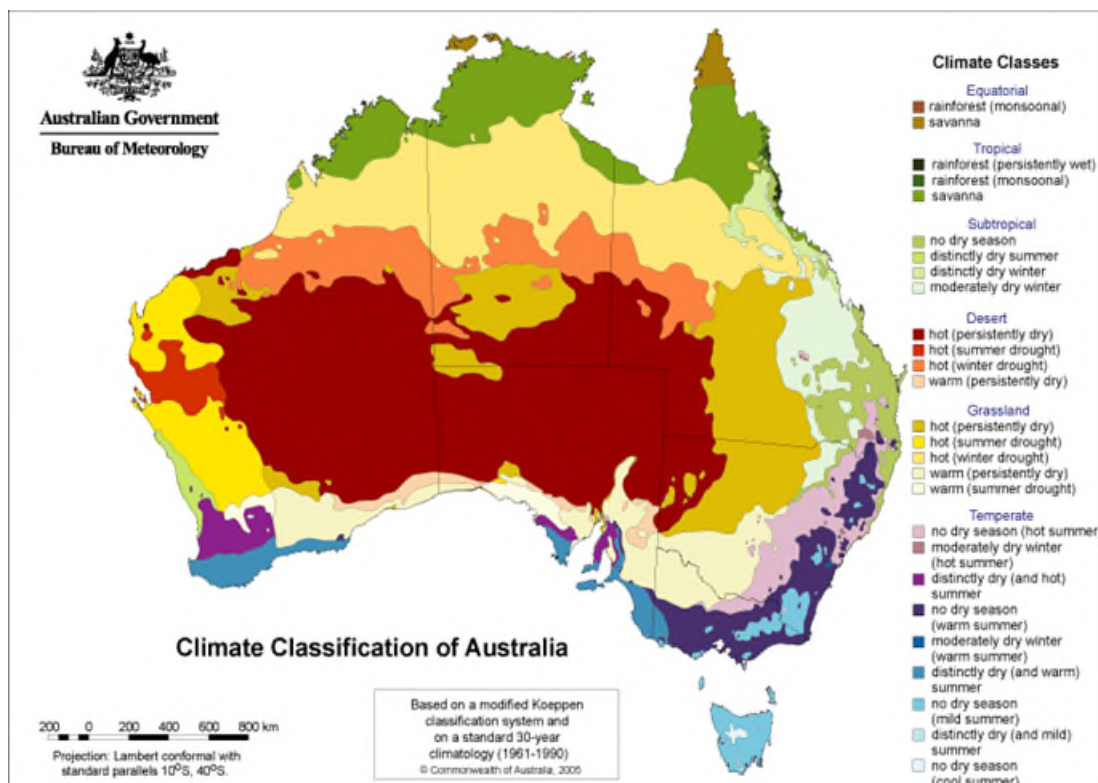 Australian Government
Bureau of Meteorology
Climate Classes
Equatorial
rainforest (monsoonal)
savanna
Tropical
rainforest (persistently wet)
rainforest (monsoonal)
savanna
Subtropical
no dry season
distinctly dry summer
distinctly dry winter
moderately dry winter
Desert
hot (persistently dry)
hot (summer drought)
hot (winter drought)
warm (persistently dry)
Grassland
hot (persistently dry)
hot (summer drought)
hot (winter drought)
warm (persistently dry)
warm (summer drought)
Temperate
no dry season (hot summer
moderately dry winter
(hot summer)
distinctly dry (and hot)
summer
no dry season
(warm summer)
moderately dry winter
(warm summer)
distinctly dry (and warm)
summer
no dry season
(mild summer)
distinctly dry (and mild)
summer
no dry season
(cool summer)
Climate Classification of Australia
Based on a modified Koeppen
classification system and
on a standard 30-year
climatology (1961-1990)
© Commonwealth of Australia, 2005
200 0 200 400 600 800 km
Projection: Lambert conformal with
standard parallels 10°S, 40°S.